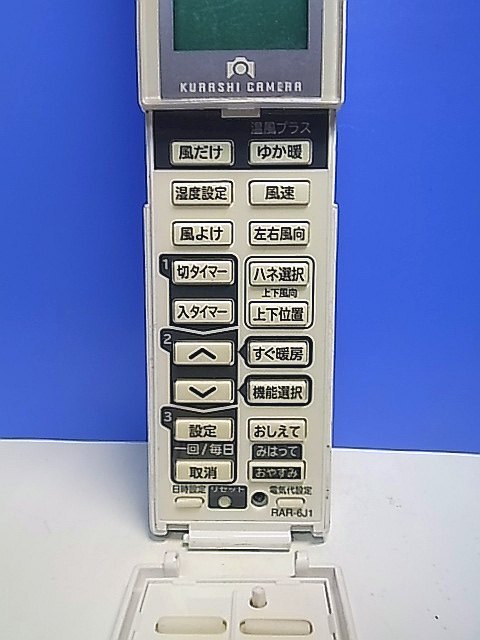 KURASHI CAMERA
温風プラス
風だけ ゆか暖
湿度設定 風速
風よけ 左右風向
1 切タイマー ハネ選択
上下風向
入タイマー 上下位置
2 すぐ暖房
機能選択
3 設定 おしえて
一回/毎日 みはって
取消 おやすみ
日時設定 リセット 電気代設定
RAR-6J1